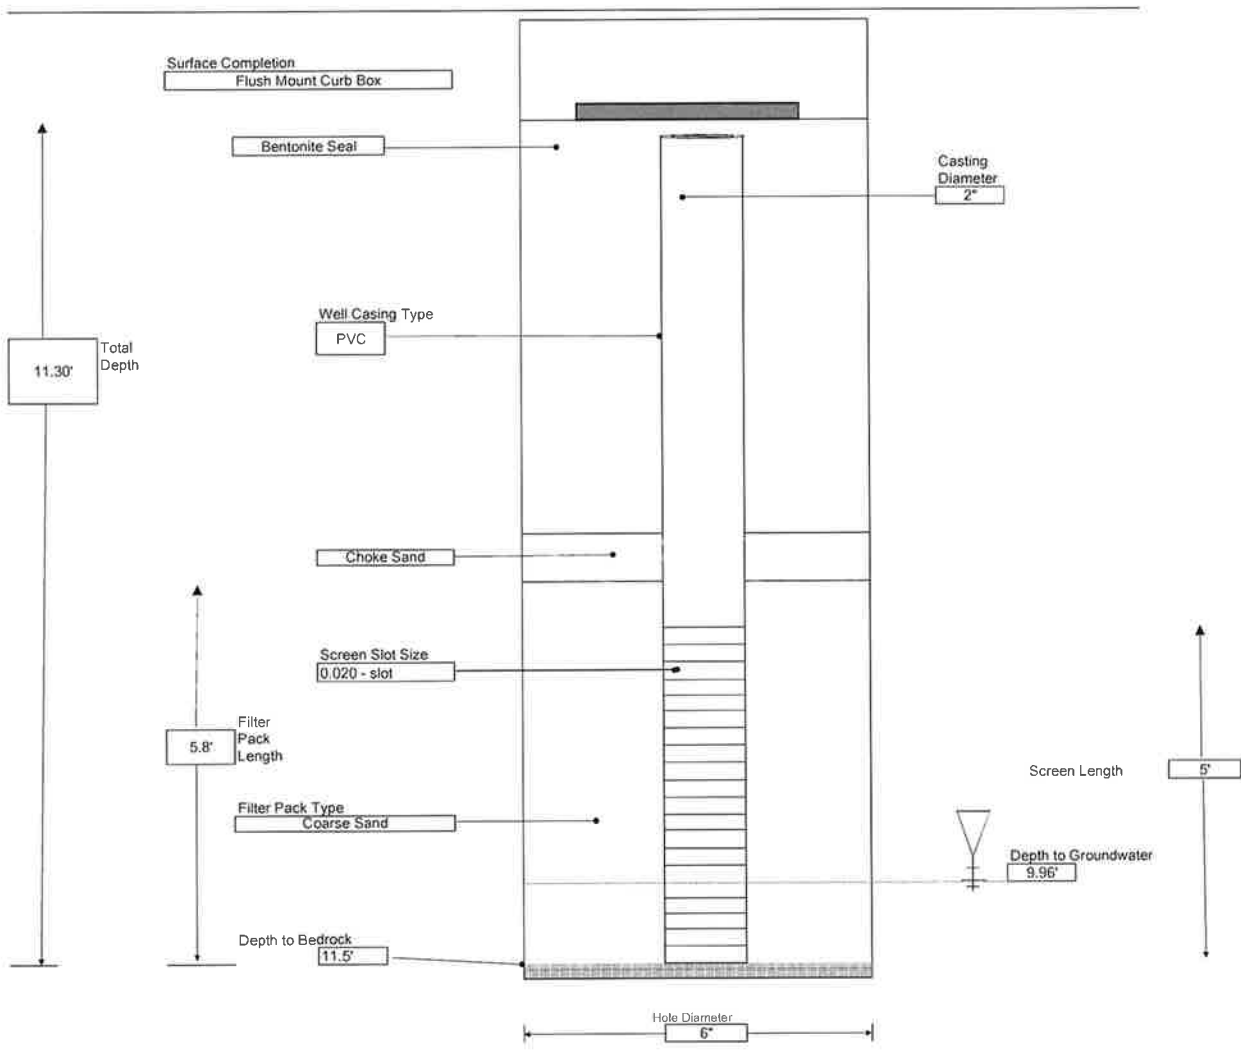 Surface Completion
Flush Mount Curb Box
Bentonite Seal
Casting
Diameter
2"
Well Casing Type
PVC
11.30'
Total
Depth
Choke Sand
Screen Slot Size
0.020 - slot
5.8'
Filter
Pack
Length
Screen Length
5'
Filter Pack Type
Coarse Sand
Depth to Groundwater
9.96'
Depth to Bedrock
11.5'
Hole Diameter
6"